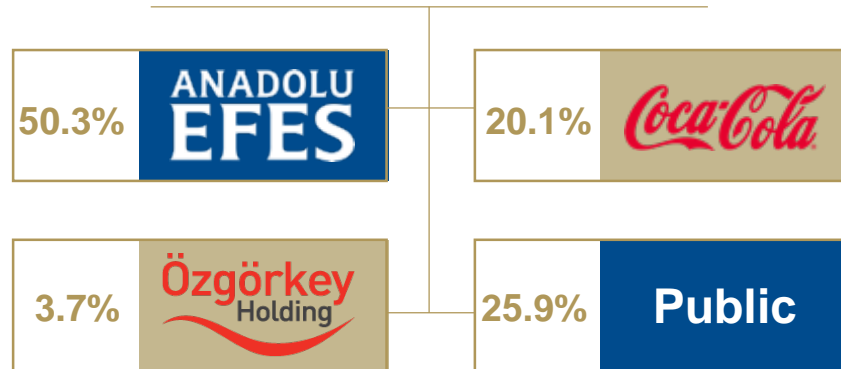 50.3%
ANADOLU
EFES
20.1%
Coca-Cola
3.7%
Özgörkey
Holding
25.9%
Public